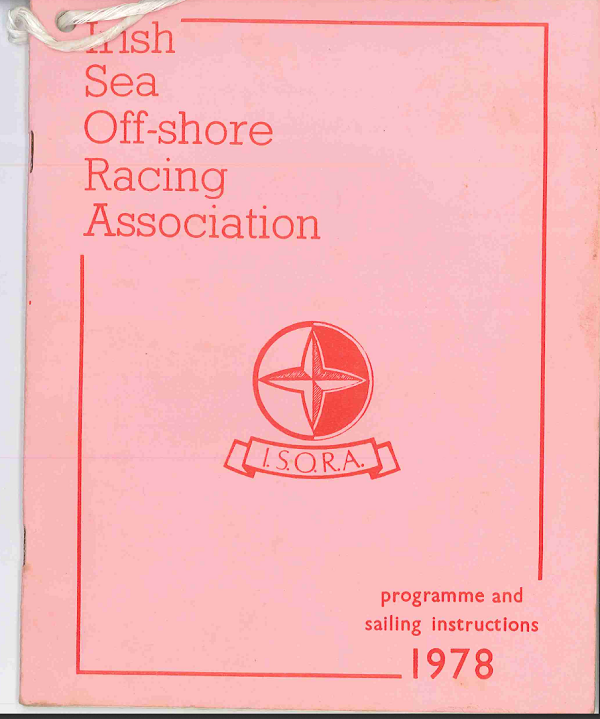 Irish
Sea
Off-shore
Racing
Association
I.S.O.R.A.
programme and
sailing instructions
1978